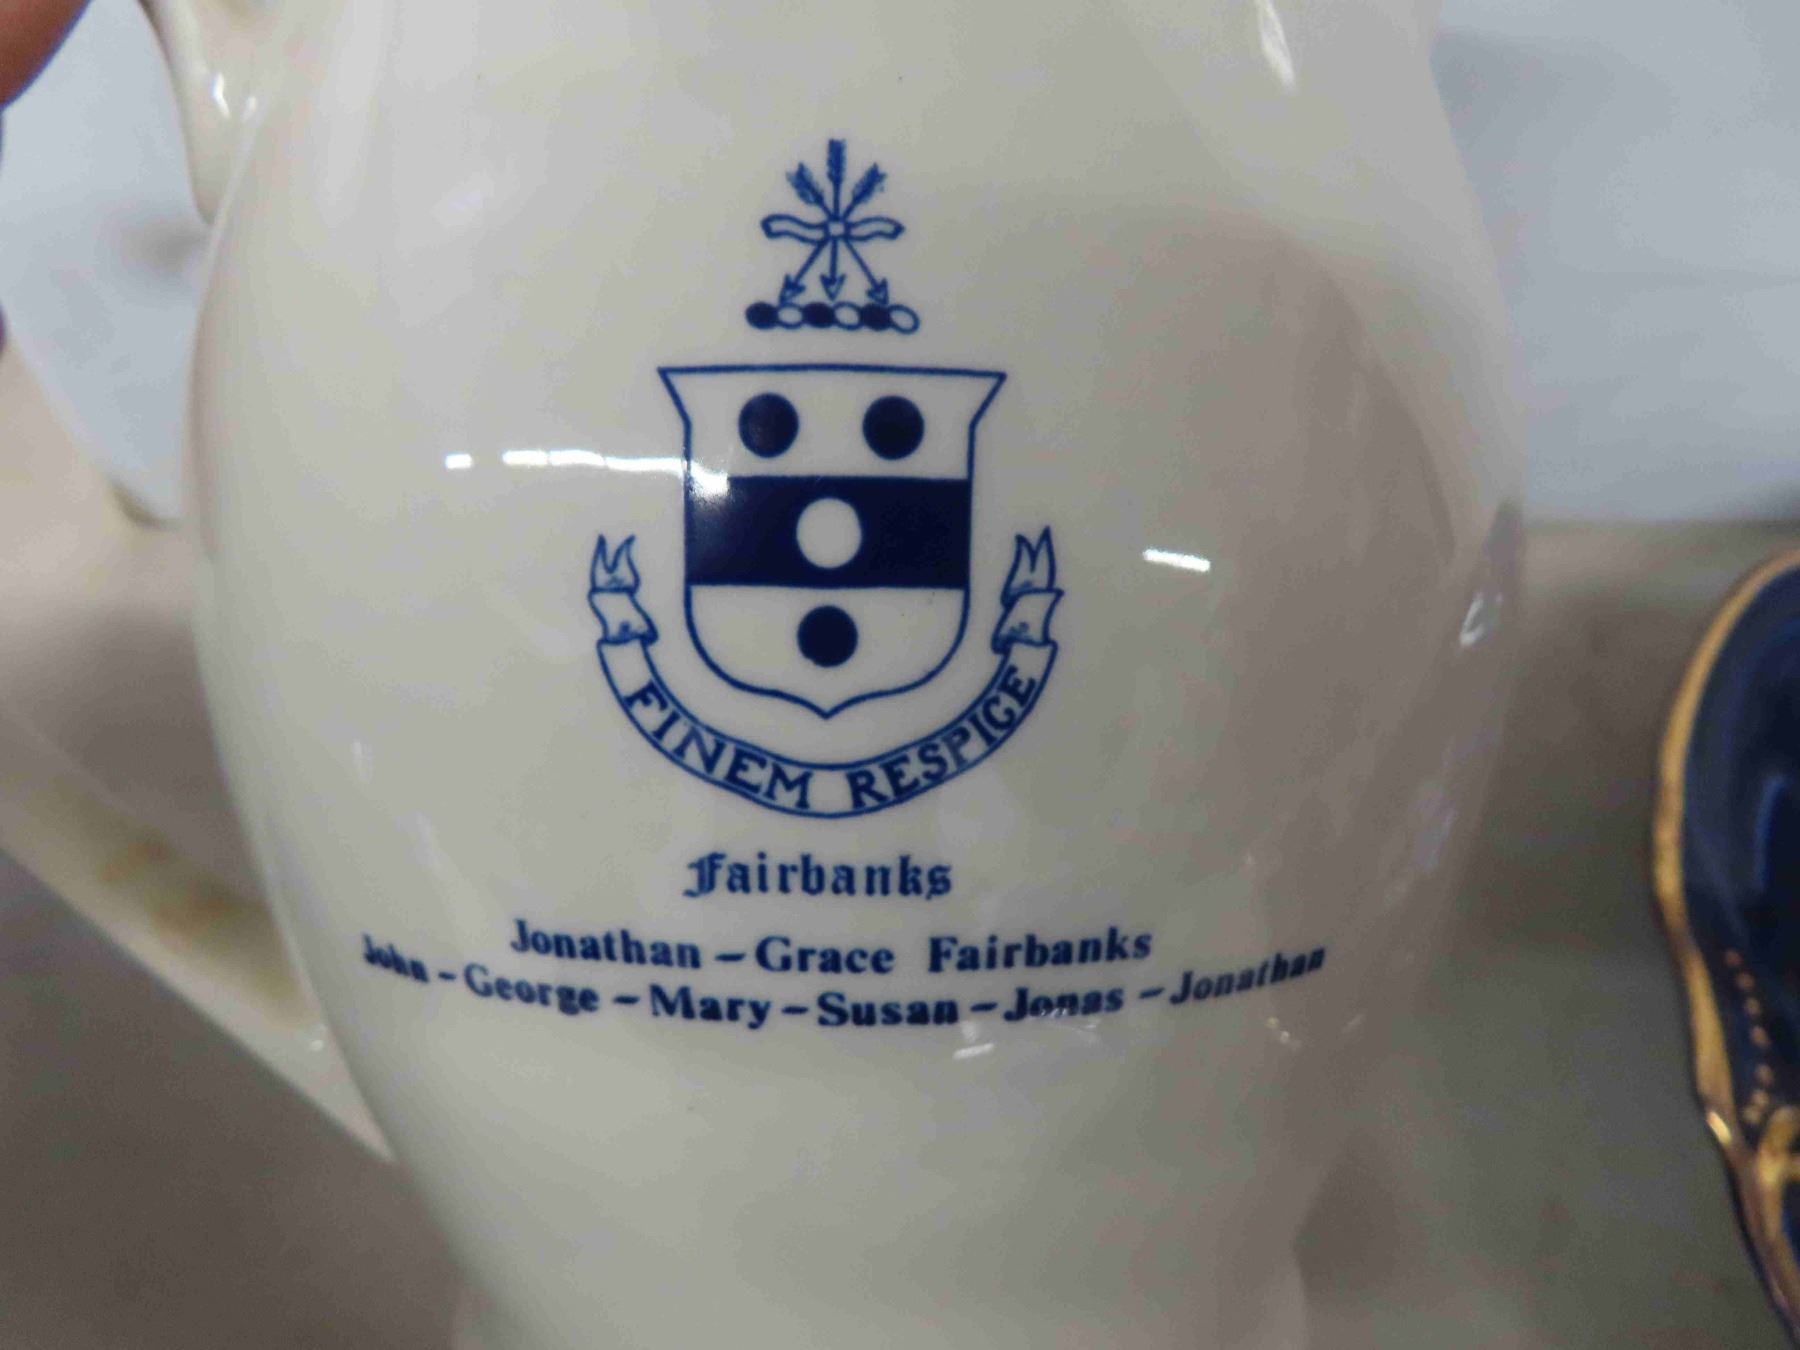 FINEM RESPICE
Fairbanks
Jonathan – Grace Fairbanks
John – George – Mary – Susan – Jonas – Jonathan